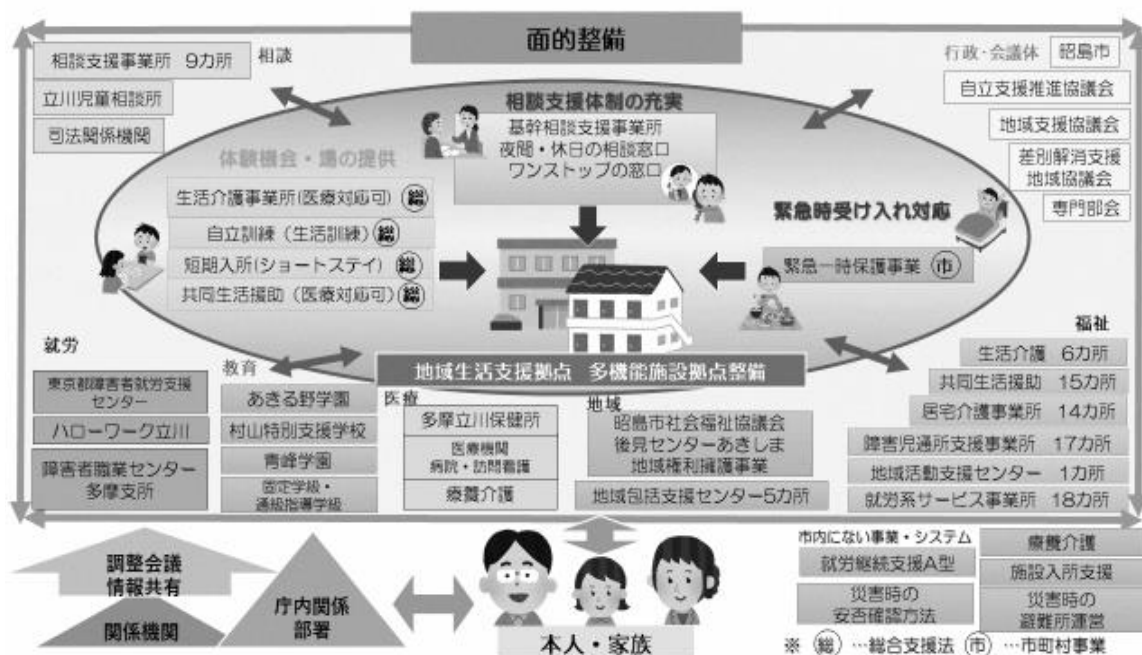 面的整備
相談支援事業所 9カ所
相談
立川児童相談所
司法関係機関
行政・会議体
昭島市
自立支援推進協議会
地域支援協議会
差別解消支援
地域協議会
専門部会
相談支援体制の充実
基幹相談支援事業所
夜間・休日の相談窓口
ワンストップの窓口
体験機会・場の提供
生活介護事業所(医療対応可) 総
自立訓練（生活訓練） 総
短期入所(ショートステイ) 総
共同生活援助（医療対応可） 総
緊急時受け入れ対応
緊急一時保護事業 市
地域生活支援拠点 多機能施設拠点整備
就労
東京都障害者就労支援
センター
ハローワーク立川
障害者職業センター
多摩支所
教育
あきる野学園
村山特別支援学校
青峰学園
固定学級・
通級指導学級
医療
多摩立川保健所
医療機関
病院・訪問看護
療養介護
地域
昭島市社会福祉協議会
後見センターあきしま
地域権利擁護事業
地域包括支援センター5カ所
福祉
生活介護 6カ所
共同生活援助 15カ所
居宅介護事業所 14カ所
障害児通所支援事業所 17カ所
地域活動支援センター 1カ所
就労系サービス事業所 18カ所
調整会議
情報共有
関係機関
庁内関係
部署
本人・家族
市内にない事業・システム
就労継続支援A型
災害時の
安否確認方法
療養介護
施設入所支援
災害時の
避難所運営
※ 総 …総合支援法 市 …市町村事業